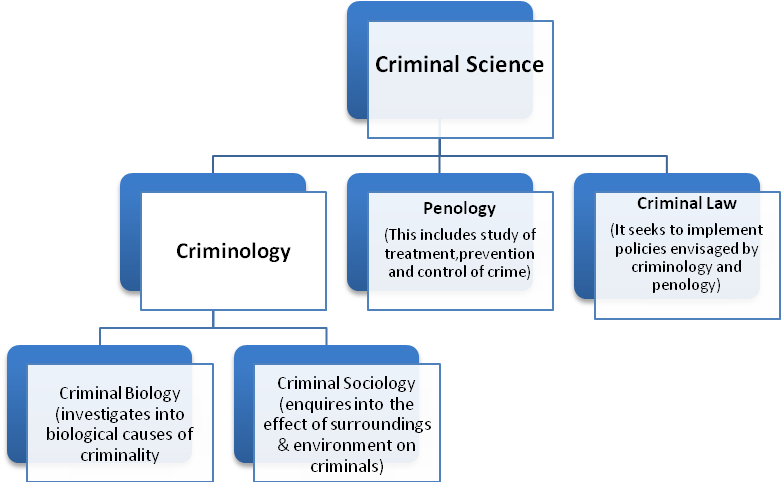 Criminal Science
Criminology
Penology
(This includes study of
treatment,prevention
and control of crime)
Criminal Law
(It seeks to implement
policies envisaged by
criminology and
penology)
Criminal Biology
(investigates into
biological causes of
criminality
Criminal Sociology
(enquires into the
effect of surroundings
& environment on
criminals)